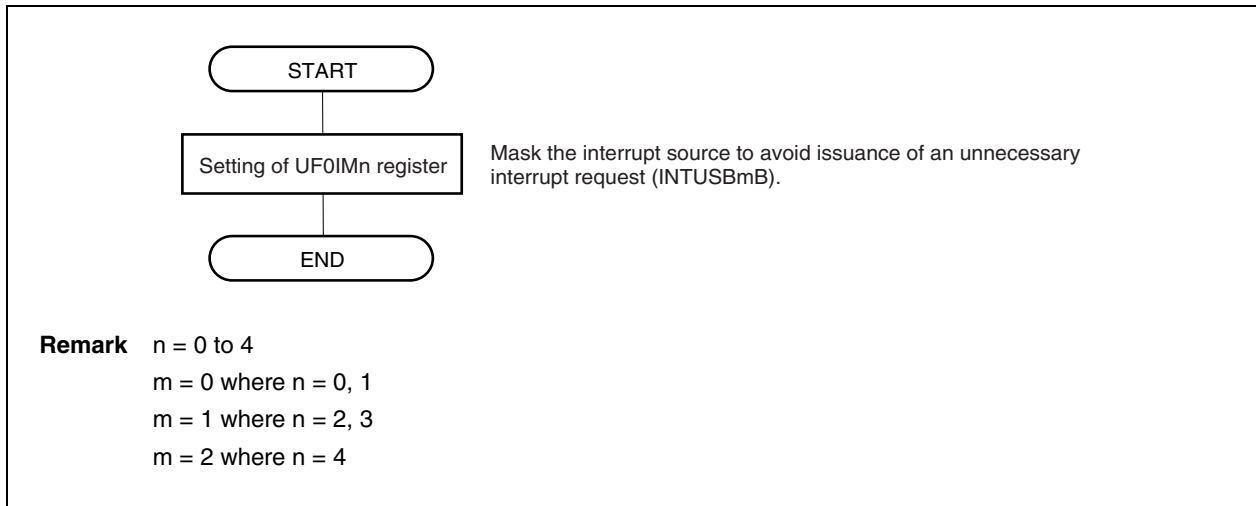 START
Setting of UF0IMn register
Mask the interrupt source to avoid issuance of an unnecessary
interrupt request (INTUSBmB).
END
Remark n = 0 to 4
m = 0 where n = 0, 1
m = 1 where n = 2, 3
m = 2 where n = 4